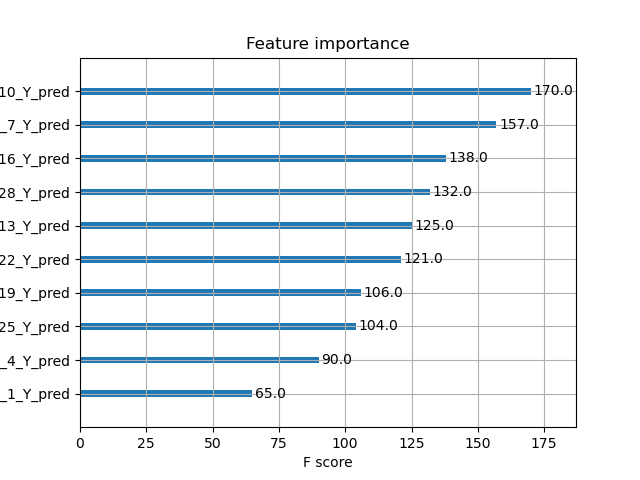 Feature importance
10_Y_pred 170.0
_7_Y_pred 157.0
16_Y_pred 138.0
28_Y_pred 132.0
13_Y_pred 125.0
22_Y_pred 121.0
19_Y_pred 106.0
25_Y_pred 104.0
_4_Y_pred 90.0
_1_Y_pred 65.0
0 25 50 75 100 125 150 175
F score